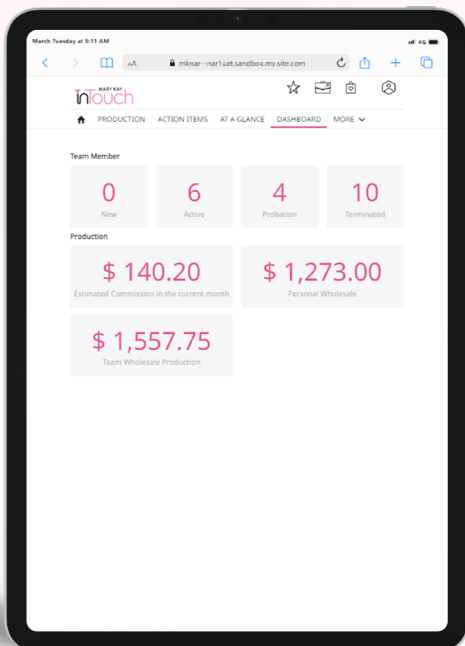 March Tuesday at 9:11 AM
4G
AA
mknar--nar1uat.sandbox.my.site.com
MARY KAY
inTouch
PRODUCTION ACTION ITEMS AT A GLANCE DASHBOARD MORE
Team Member
0 6 4 10
New Active Probation Terminated
Production
$ 140.20 $ 1,273.00
Estimated Commission in the current month Personal Wholesale
$ 1,557.75
Team Wholesale Production